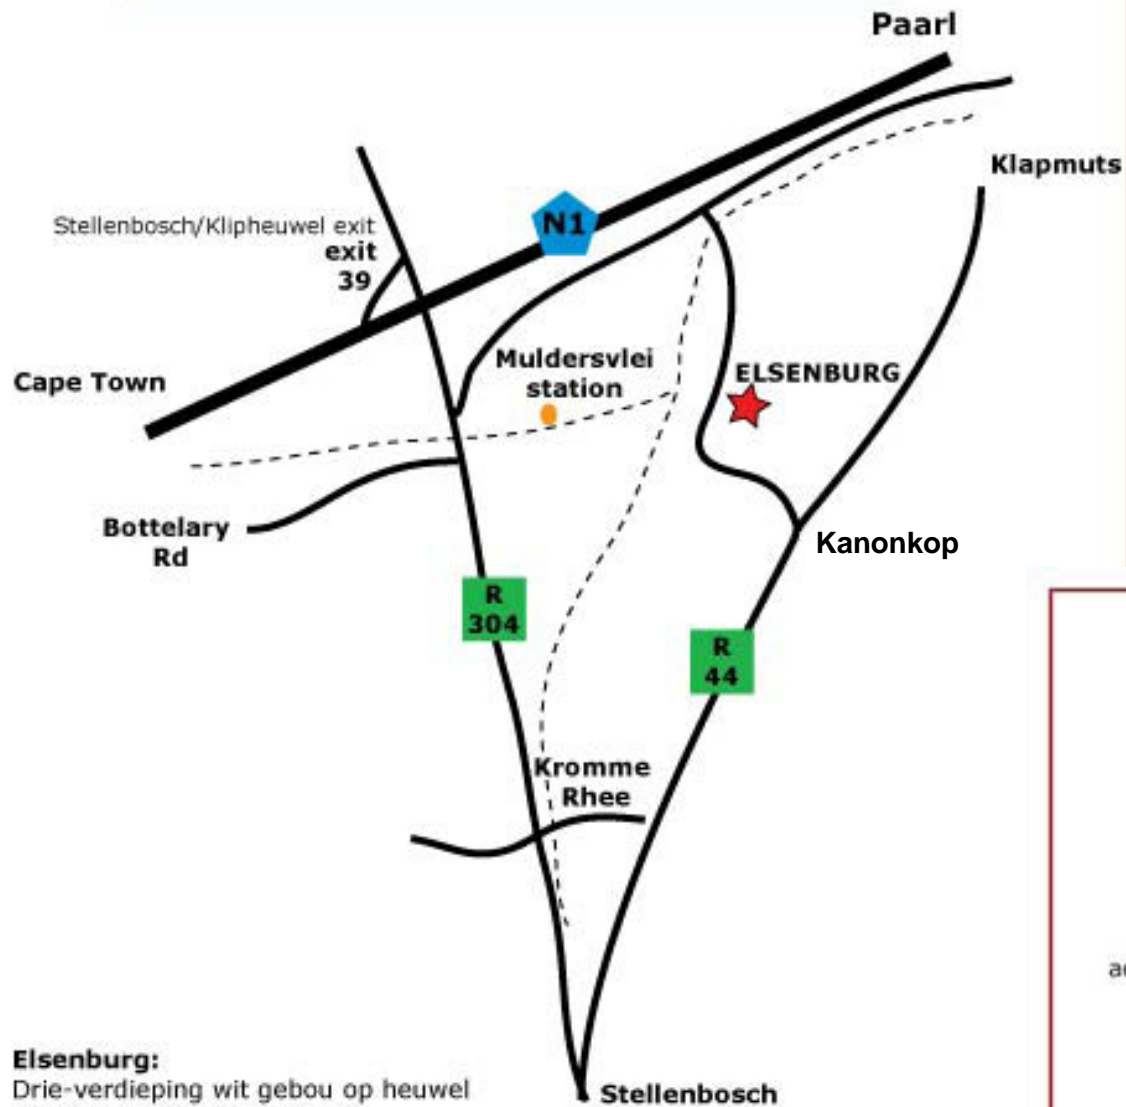 Paarl
Klapmuts
N1
Stellenbosch/Klipheuwel exit
exit
39
Cape Town
Muldersvlei
station
ELSENBURG
Bottelary
Rd
Kanonkop
R
304
R
44
Kromme
Rhee
Elsenburg:
Drie-verdieping wit gebou op heuwel
Stellenbosch